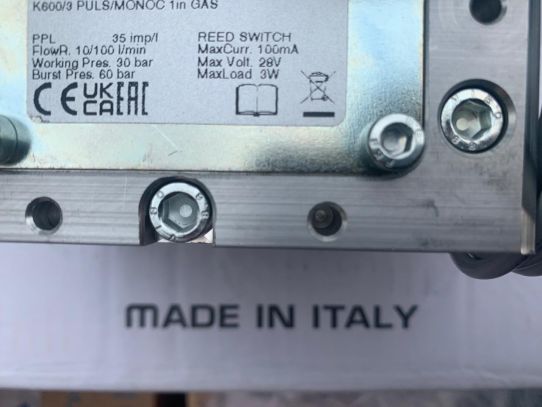 K600/3 PULS/MONOC 1in GAS
PPL 35 imp/l
FlowR. 10/100 l/min
Working Pres. 30 bar
Burst Pres. 60 bar
REED SWITCH
MaxCurr. 100mA
Max Volt. 28V
MaxLoad 3W
CE UK CA EAC
MADE IN ITALY